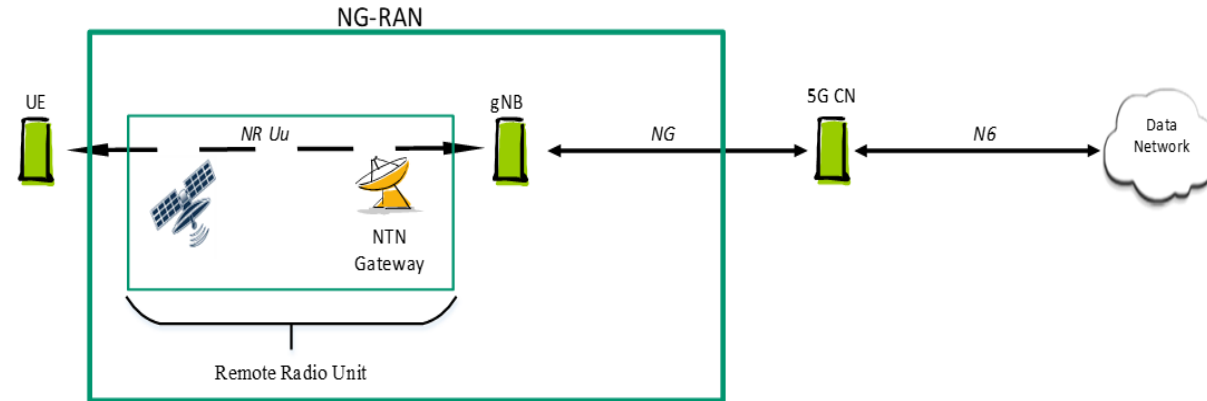 NG-RAN
UE
NR Uu
gNB
NG
5G CN
N6
Data
Network
NTN
Gateway
Remote Radio Unit